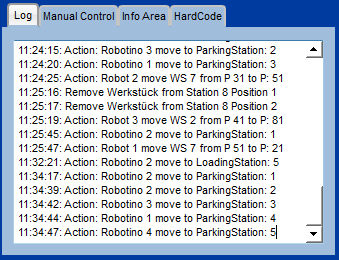 Log Manual Control Info Area HardCode
11:24:15: Action: Robotino 3 move to ParkingStation: 2
11:24:20: Action: Robotino 1 move to ParkingStation: 3
11:24:25: Action: Robot 2 move WS 7 from P 31 to P: 51
11:25:16: Remove Werkstück from Station 8 Position 1
11:25:17: Remove Werkstück from Station 8 Position 2
11:25:19: Action: Robot 3 move WS 2 from P 41 to P: 81
11:25:45: Action: Robotino 2 move to ParkingStation: 1
11:25:47: Action: Robot 1 move WS 7 from P 51 to P: 21
11:32:21: Action: Robotino 2 move to LoadingStation: 5
11:34:17: Action: Robotino 2 move to ParkingStation: 1
11:34:39: Action: Robotino 2 move to ParkingStation: 2
11:34:42: Action: Robotino 3 move to ParkingStation: 3
11:34:44: Action: Robotino 1 move to ParkingStation: 4
11:34:47: Action: Robotino 4 move to ParkingStation: 5